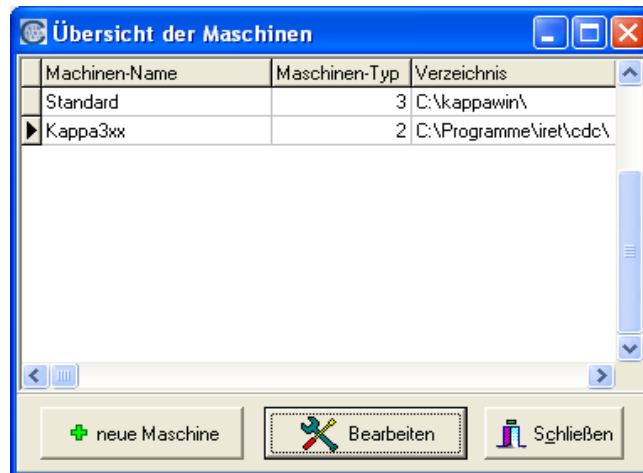 Übersicht der Maschinen
Machinen-Name Maschinen-Typ Verzeichnis
Standard 3 C:\kappawin\
Kappa3xx 2 C:\Programme\iret\cdc\
neue Maschine Bearbeiten Schließen